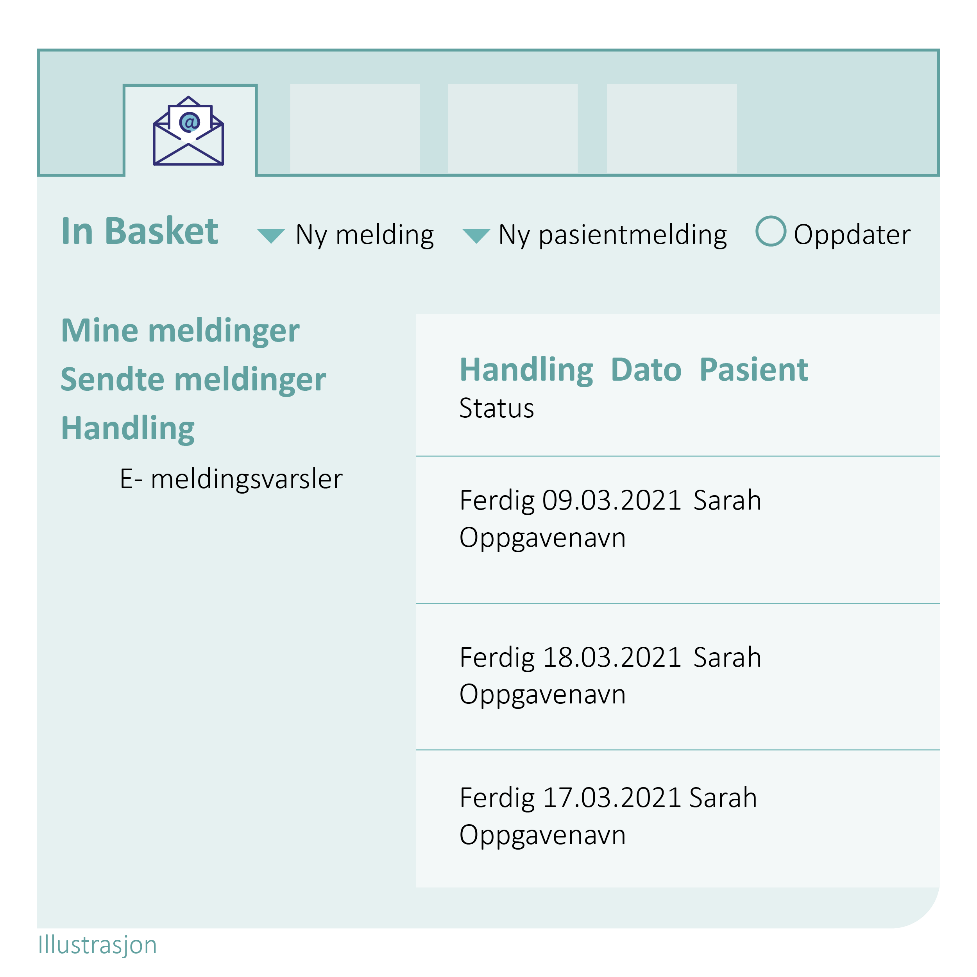 @
In Basket Ny melding Ny pasientmelding Oppdater
Mine meldinger
Sendte meldinger
Handling
E- meldingsvarsler
Handling Dato Pasient
Status
Ferdig 09.03.2021 Sarah
Oppgavenavn
Ferdig 18.03.2021 Sarah
Oppgavenavn
Ferdig 17.03.2021 Sarah
Oppgavenavn
Illustrasjon